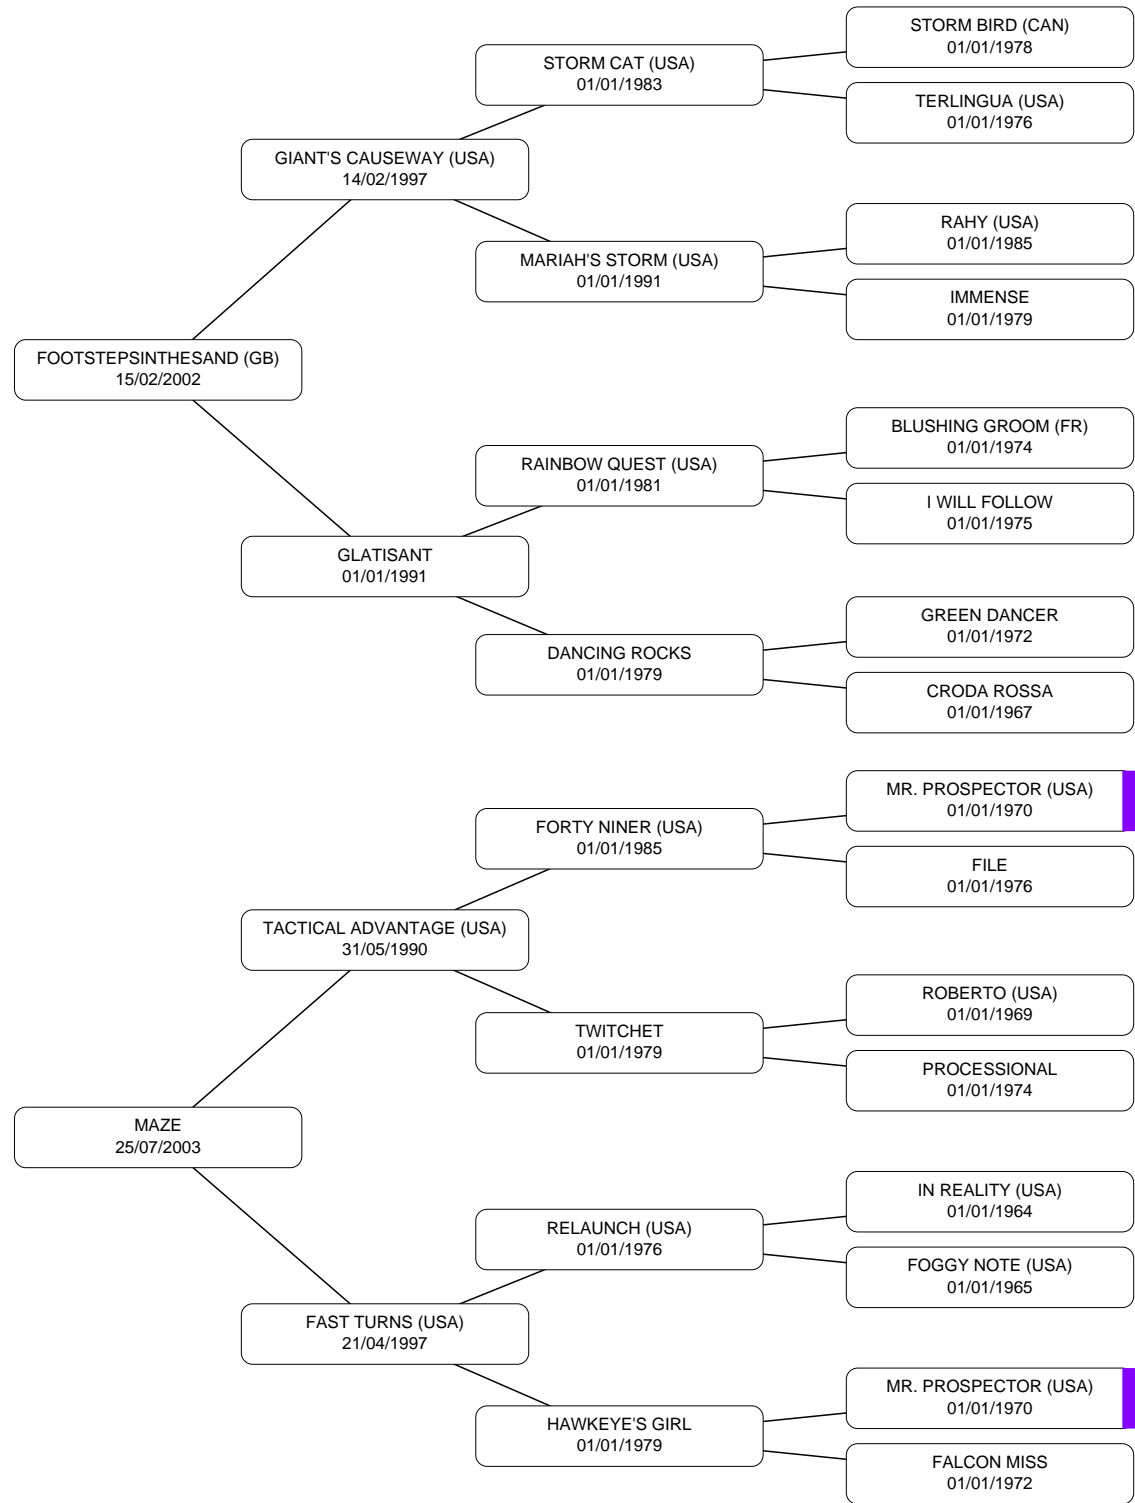 STORM BIRD (CAN)
01/01/1978
STORM CAT (USA)
01/01/1983
TERLINGUA (USA)
01/01/1976
GIANT'S CAUSEWAY (USA)
14/02/1997
RAHY (USA)
01/01/1985
MARIAH'S STORM (USA)
01/01/1991
IMMENSE
01/01/1979
FOOTSTEPSINTHESAND (GB)
15/02/2002
BLUSHING GROOM (FR)
01/01/1974
RAINBOW QUEST (USA)
01/01/1981
I WILL FOLLOW
01/01/1975
GLATISANT
01/01/1991
GREEN DANCER
01/01/1972
DANCING ROCKS
01/01/1979
CRODA ROSSA
01/01/1967
MR. PROSPECTOR (USA)
01/01/1970
FORTY NINER (USA)
01/01/1985
FILE
01/01/1976
TACTICAL ADVANTAGE (USA)
31/05/1990
ROBERTO (USA)
01/01/1969
TWITCHET
01/01/1979
PROCESSIONAL
01/01/1974
MAZE
25/07/2003
IN REALITY (USA)
01/01/1964
RELAUNCH (USA)
01/01/1976
FOGGY NOTE (USA)
01/01/1965
FAST TURNS (USA)
21/04/1997
MR. PROSPECTOR (USA)
01/01/1970
HAWKEYE'S GIRL
01/01/1979
FALCON MISS
01/01/1972